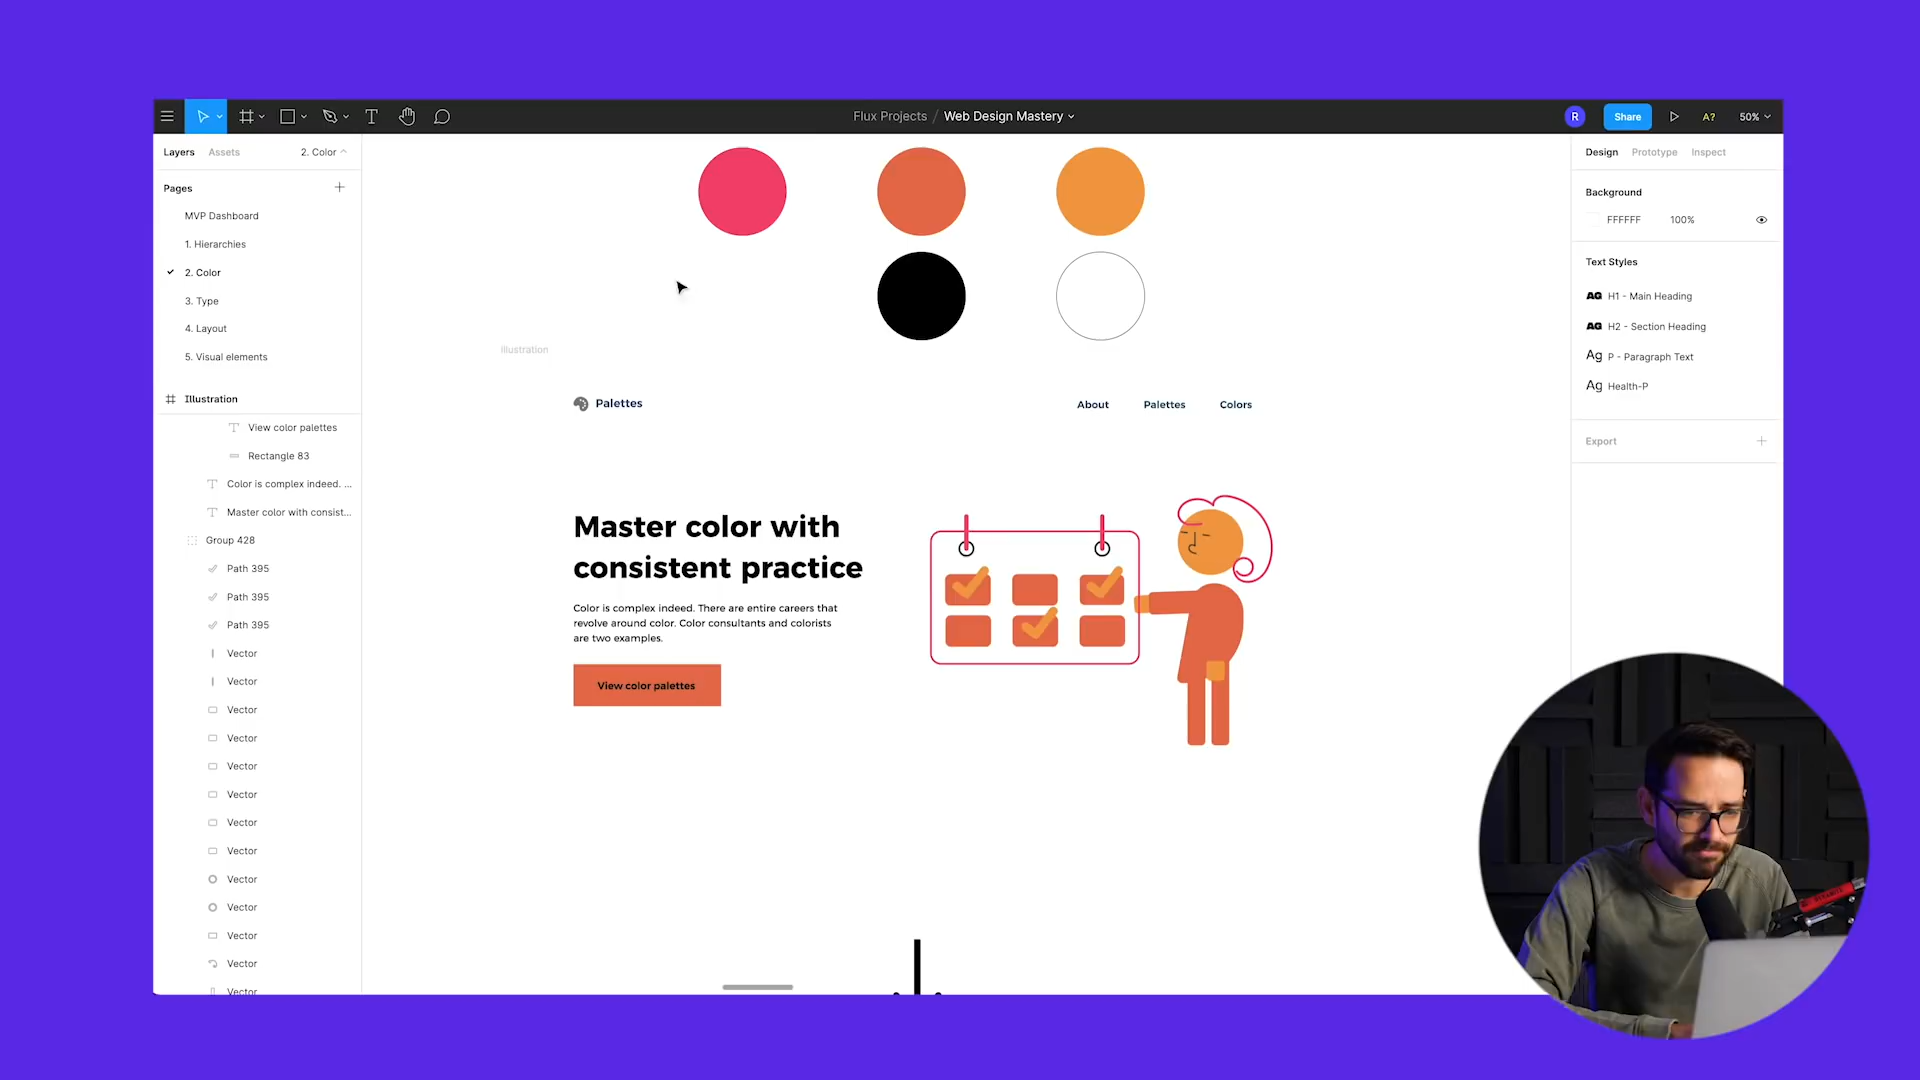 Flux Projects / Web Design Mastery
R
Share
A?
50%
Layers
Assets
2. Color
Pages
MVP Dashboard
1. Hierarchies
2. Color
3. Type
4. Layout
5. Visual elements
Illustration
View color palettes
Rectangle 83
Color is complex indeed. ...
Master color with consist...
Group 428
Path 395
Path 395
Path 395
Vector
Vector
Vector
Vector
Vector
Vector
Vector
Vector
Vector
Vector
Vector
Vector
Vector
Illustration
Palettes
About
Palettes
Colors
Master color with
consistent practice
Color is complex indeed. There are entire careers that
revolve around color. Color consultants and colorists
are two examples.
View color palettes
Design
Prototype
Inspect
Background
FFFFFF
100%
Text Styles
AG H1 - Main Heading
AG H2 - Section Heading
Ag P - Paragraph Text
Ag Health-P
Export